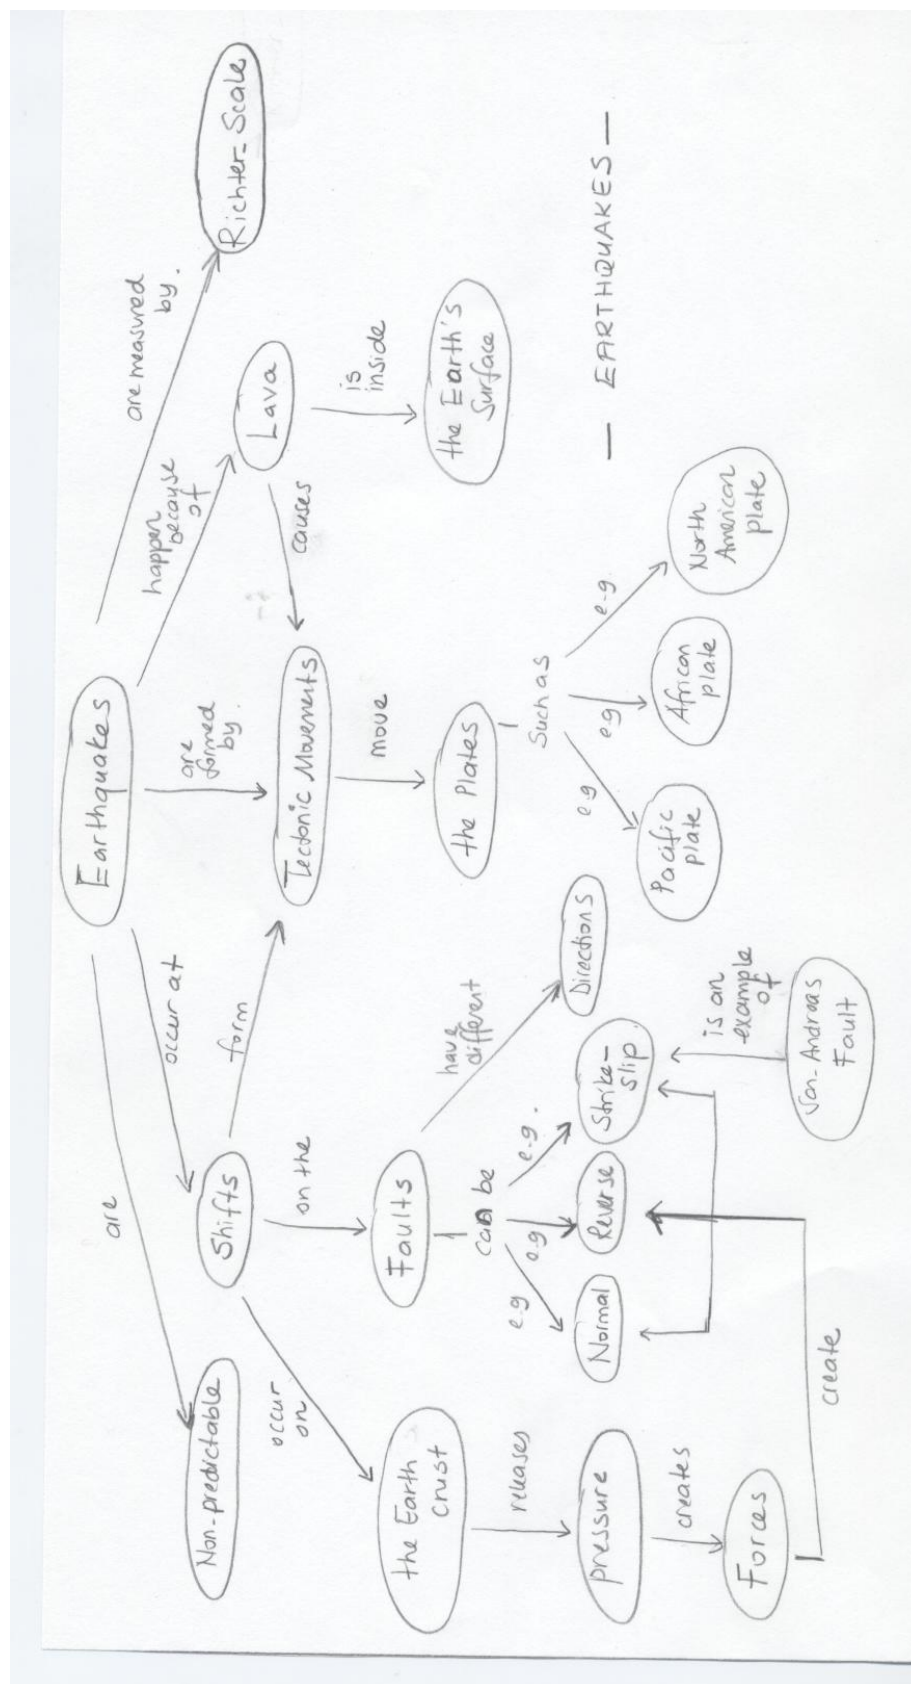 Earthquakes
are
occur at
are
formed
by.
happen
because
of
are measured
by.
Non-predictable
Shifts
form
Tectonic Movements
causes
Lava
Richter-Scale
occur
on
on the
move
is
inside
the Earth
crust
Faults
have
different
the Plates
the Earth's
Surface
releases
can be
e.g
e.g
e.g.
Such as
e.g
e.g
e.g.
pressure
Normal
Reverse
Strike-
slip
Directions
Pacific
plate
African
plate
North
American
plate
— EARTHQUAKES —
creates
is an
example
of
Forces
create
San-Andreas
Fault